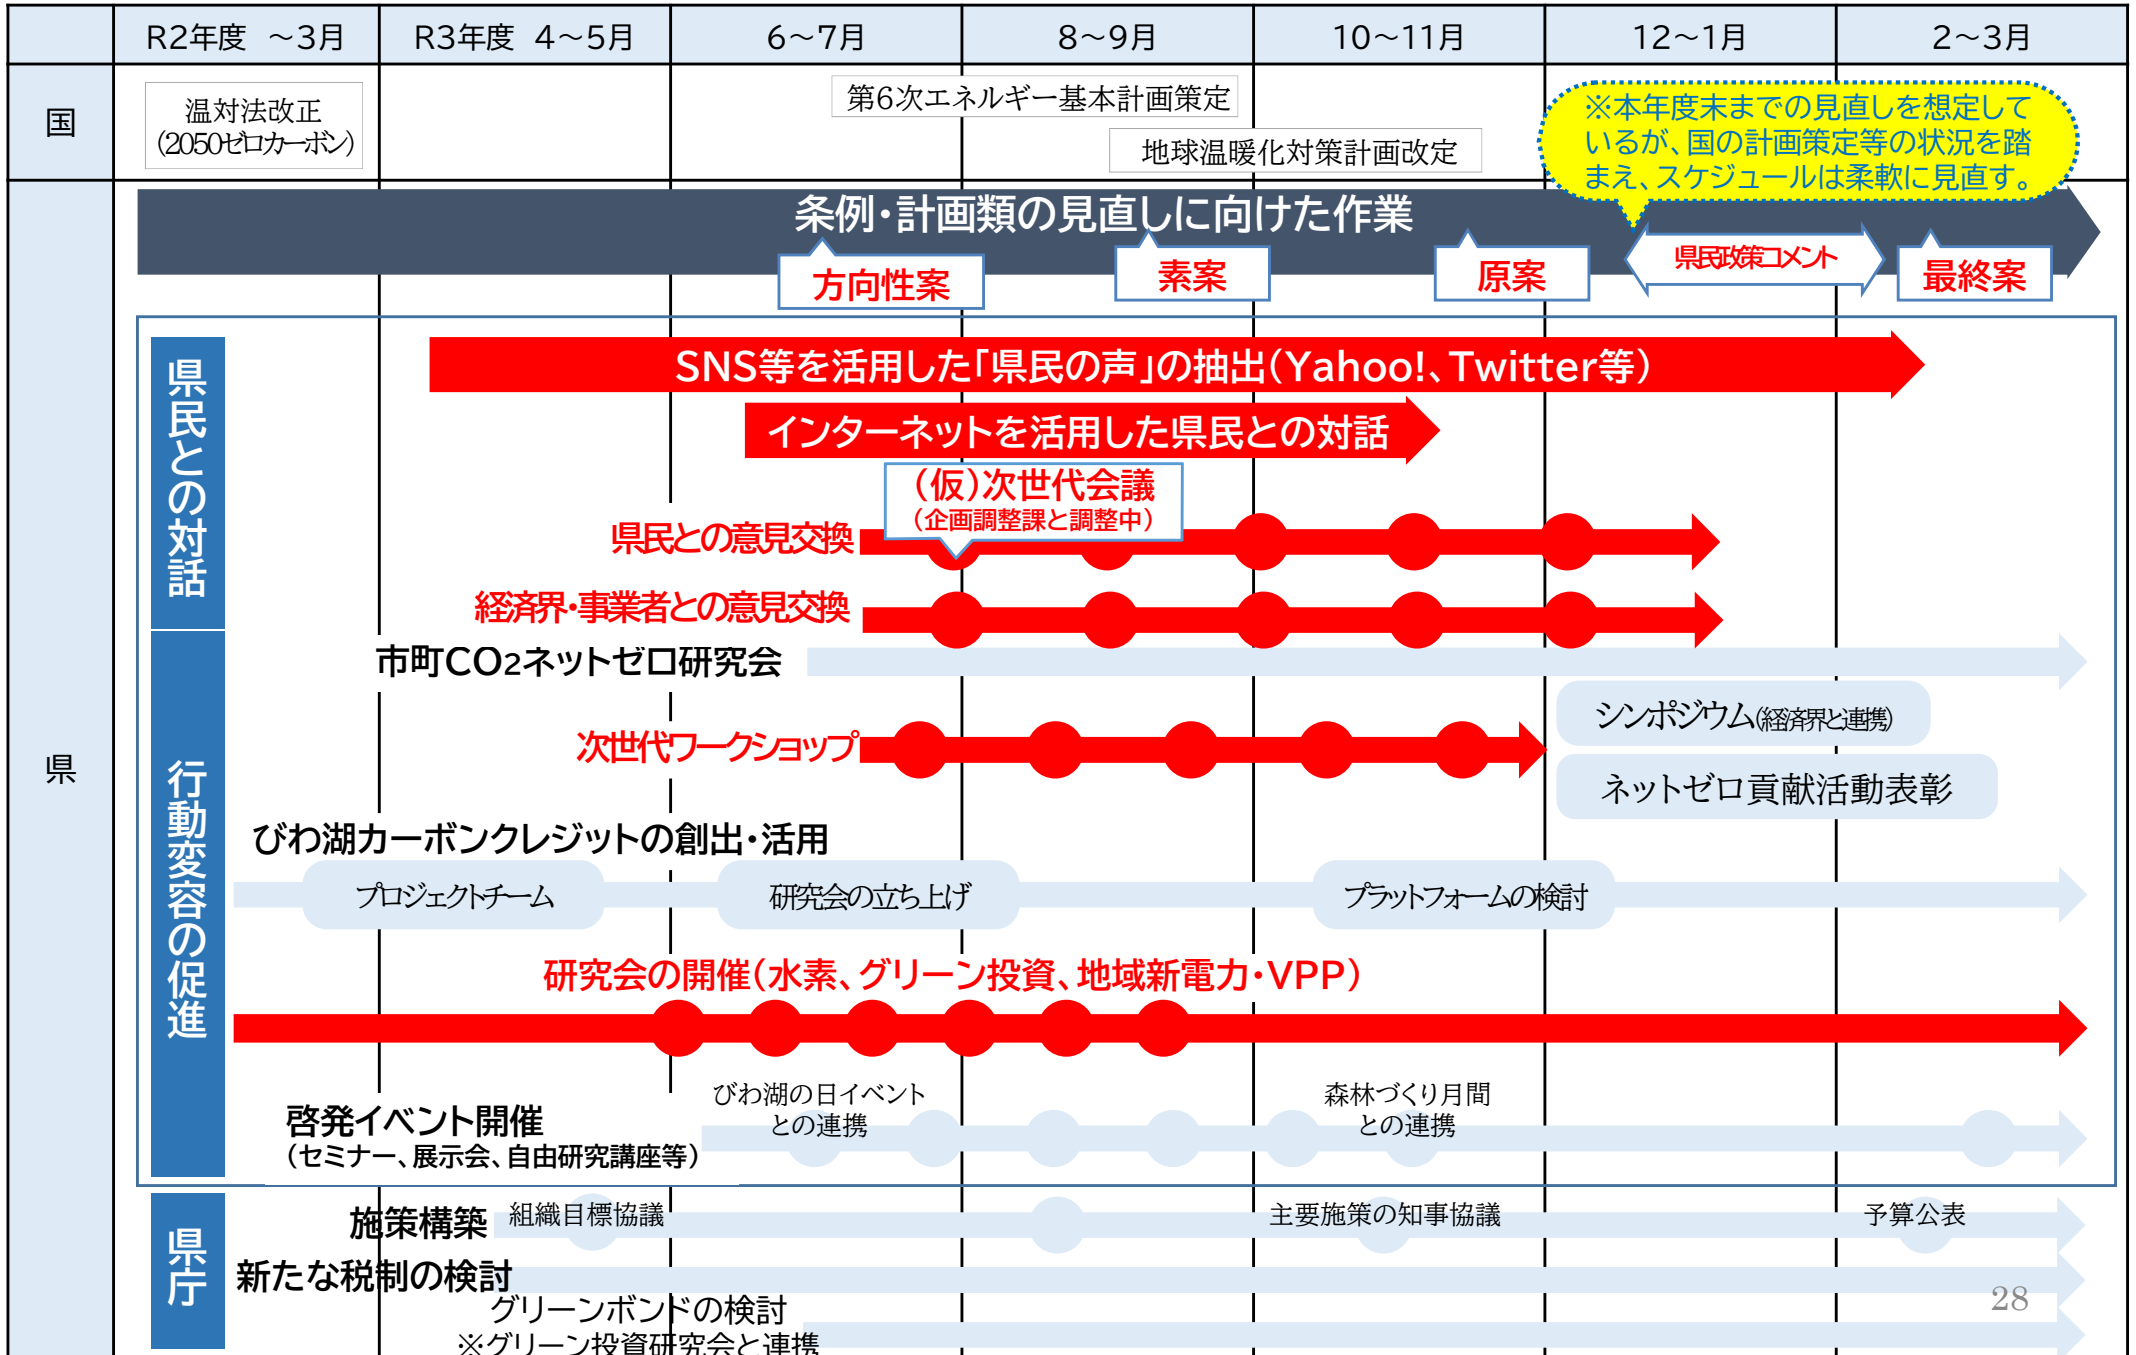 R2年度　～3月
R3年度　4～5月
6～7月
8～9月
10～11月
12～1月
2～3月
国
温対法改正
(2050ゼロカーボン)
第6次エネルギー基本計画策定
地球温暖化対策計画改定
※本年度末までの見直しを想定して
いるが、国の計画策定等の状況を踏
まえ、スケジュールは柔軟に見直す。
県
条例・計画類の見直しに向けた作業
方向性案
素案
原案
県民政策コメント
最終案
県民との対話
SNS等を活用した「県民の声」の抽出（Yahoo!、Twitter等）
インターネットを活用した県民との対話
（仮）次世代会議
（企画調整課と調整中）
県民との意見交換
経済界・事業者との意見交換
行動変容の促進
市町CO2ネットゼロ研究会
シンポジウム(経済界と連携)
次世代ワークショップ
ネットゼロ貢献活動表彰
びわ湖カーボンクレジットの創出・活用
プロジェクトチーム
研究会の立ち上げ
プラットフォームの検討
研究会の開催（水素、グリーン投資、地域新電力・VPP）
びわ湖の日イベント
との連携
森林づくり月間
との連携
啓発イベント開催
（セミナー、展示会、自由研究講座等）
県庁
施策構築
組織目標協議
主要施策の知事協議
予算公表
新たな税制の検討
グリーンボンドの検討
※グリーン投資研究会と連携
28